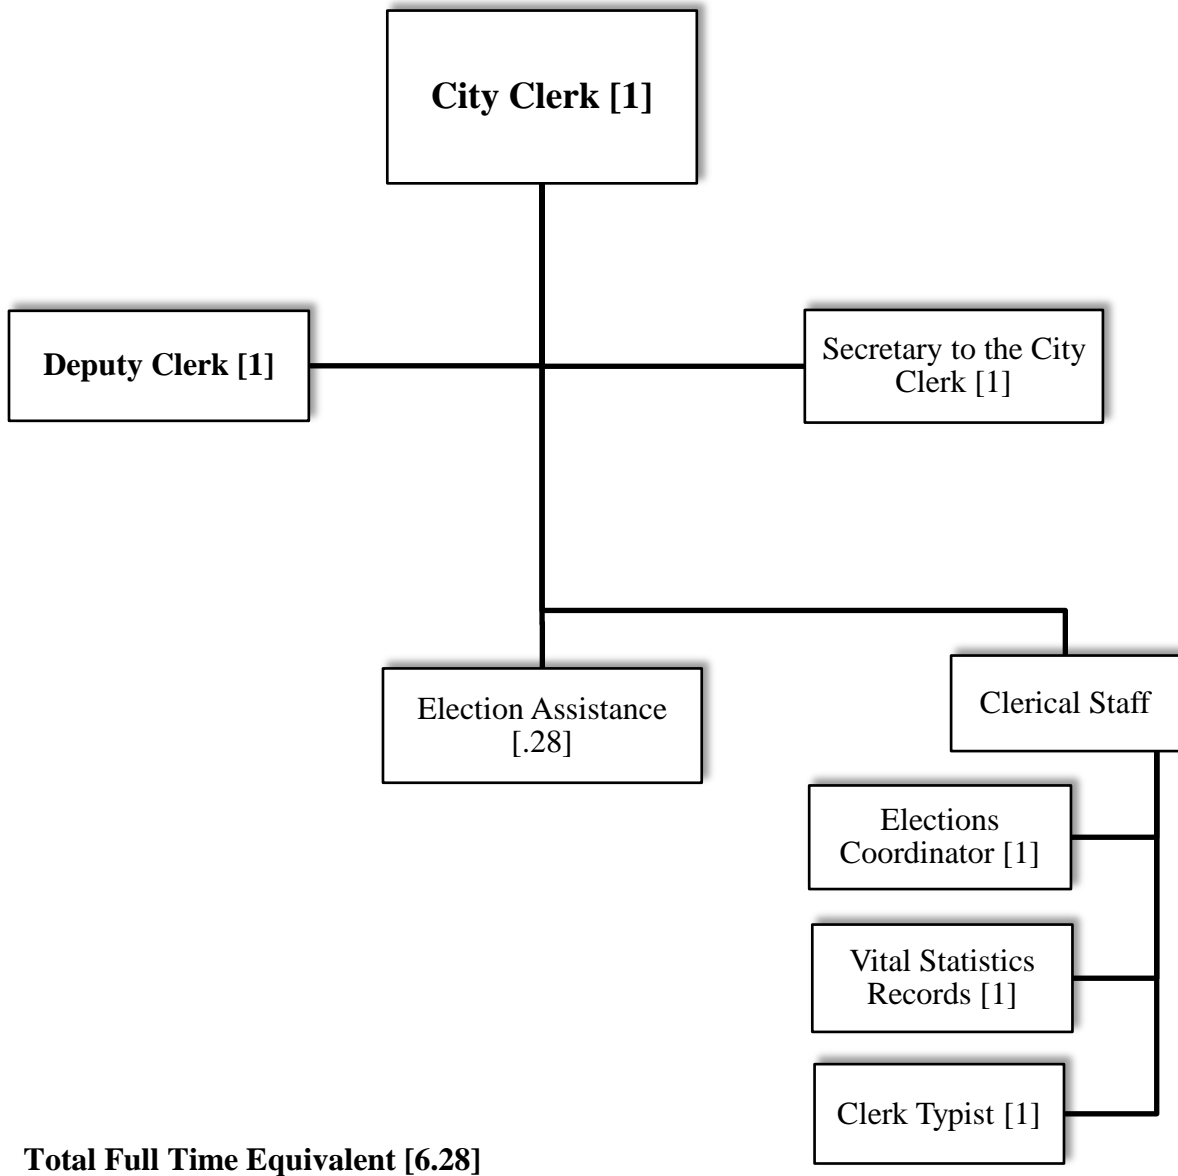 City Clerk [1]
Deputy Clerk [1]
Secretary to the City
Clerk [1]
Election Assistance
[.28]
Clerical Staff
Elections
Coordinator [1]
Vital Statistics
Records [1]
Clerk Typist [1]
Total Full Time Equivalent [6.28]